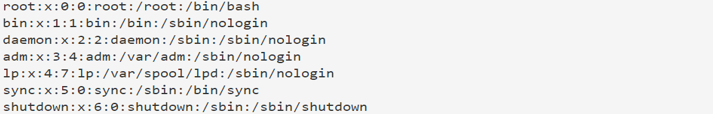 root:x:0:0:root:/root:/bin/bash
bin:x:1:1:bin:/bin:/sbin/nologin
daemon:x:2:2:daemon:/sbin:/sbin/nologin
adm:x:3:4:adm:/var/adm:/sbin/nologin
lp:x:4:7:lp:/var/spool/lpd:/sbin/nologin
sync:x:5:0:sync:/sbin:/bin/sync
shutdown:x:6:0:shutdown:/sbin:/sbin/shutdown